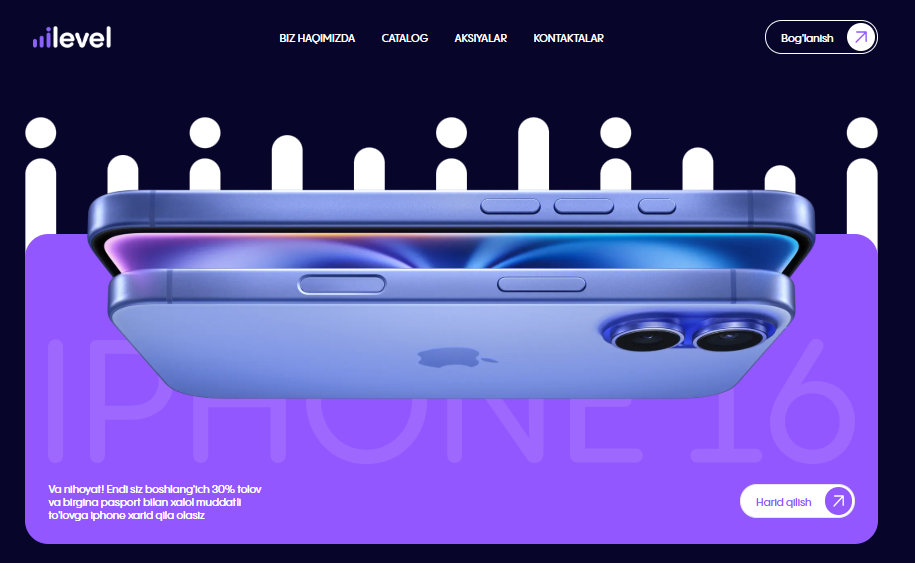 ilevel
BIZ HAQIMIZDA
CATALOG
AKSIYALAR
KONTAKTALAR
Bog'lanish
IPHONE 16
Va nihoyat! Endi siz boshlang'ich 30% tolov
va birgina pasport bilan xalol muddatli
to'lovga iphone xarid qila olasiz
Harid qilish